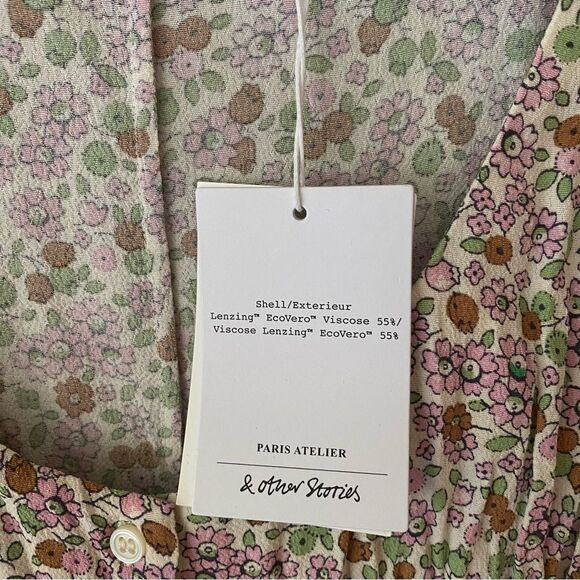 Shell/Exterieur
Lenzing™ EcoVero™ Viscose 55%/
Viscose Lenzing™ EcoVero™ 55%
PARIS ATELIER
& other Stories